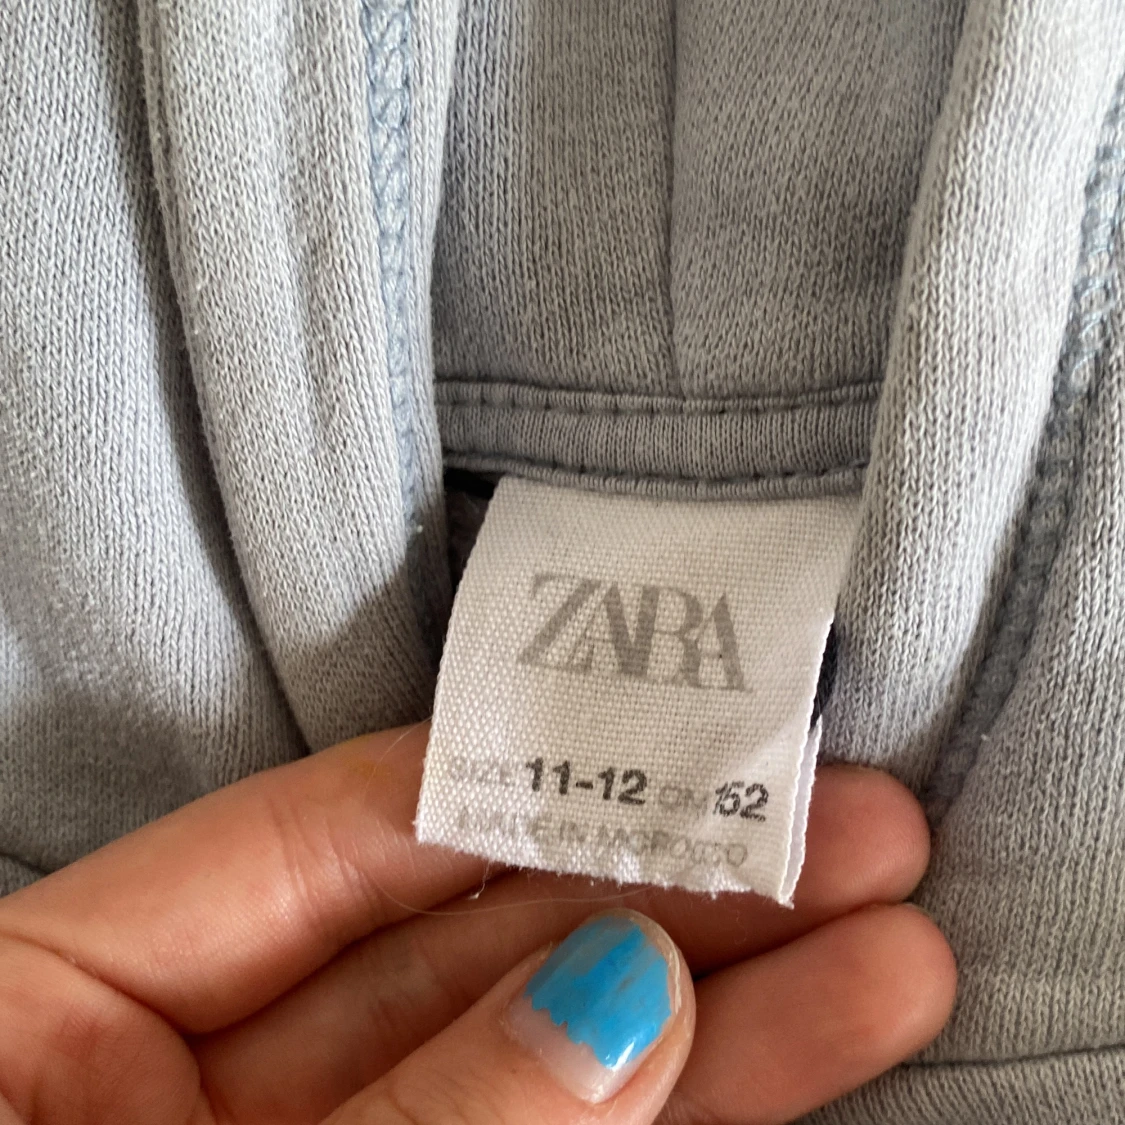 ZARA
SIZE 11-12 CM 152
MADE IN MOROCCO